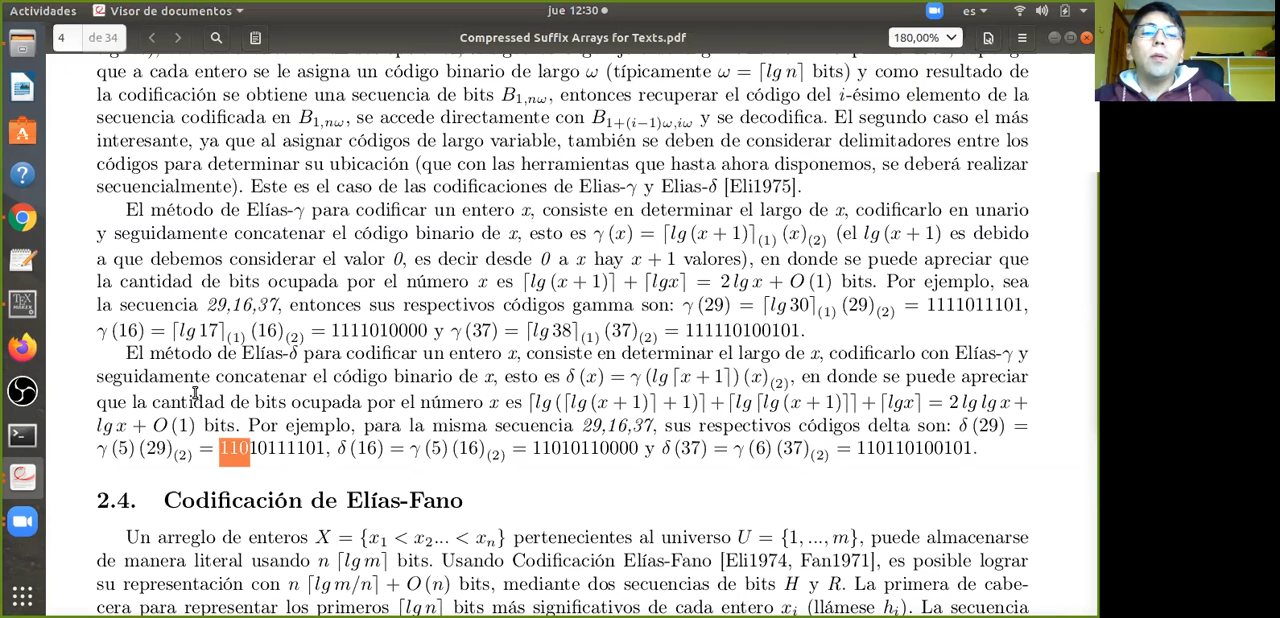 Actividades Visor de documentos jue 12:30 es
4 de 34 Compressed Suffix Arrays for Texts.pdf 180,00%
que a cada entero se le asigna un código binario de largo ω (típicamente ω = ⌈lg n⌉ bits) y como resultado de
la codificación se obtiene una secuencia de bits B₁,ₙω, entonces recuperar el código del i-ésimo elemento de la
secuencia codificada en B₁,ₙω, se accede directamente con B₁₊₍ᵢ₋₁₎ω,ᵢω y se decodifica. El segundo caso el más
interesante, ya que al asignar códigos de largo variable, también se deben de considerar delimitadores entre los
códigos para determinar su ubicación (que con las herramientas que hasta ahora disponemos, se deberá realizar
secuencialmente). Este es el caso de las codificaciones de Elias-γ y Elias-δ [Eli1975].
El método de Elías-γ para codificar un entero x, consiste en determinar el largo de x, codificarlo en unario
y seguidamente concatenar el código binario de x, esto es γ (x) = ⌈lg (x + 1)⌉₍₁₎ (x)₍₂₎ (el lg (x + 1) es debido
a que debemos considerar el valor 0, es decir desde 0 a x hay x + 1 valores), en donde se puede apreciar que
la cantidad de bits ocupada por el número x es ⌈lg (x + 1)⌉ + ⌈lgx⌉ = 2 lg x + O (1) bits. Por ejemplo, sea
la secuencia 29,16,37, entonces sus respectivos códigos gamma son: γ (29) = ⌈lg 30⌉₍₁₎ (29)₍₂₎ = 1111011101,
γ (16) = ⌈lg 17⌉₍₁₎ (16)₍₂₎ = 1111010000 y γ (37) = ⌈lg 38⌉₍₁₎ (37)₍₂₎ = 111110100101.
El método de Elías-δ para codificar un entero x, consiste en determinar el largo de x, codificarlo con Elías-γ y
seguidamente concatenar el código binario de x, esto es δ (x) = γ (lg ⌈x + 1⌉) (x)₍₂₎, en donde se puede apreciar
que la cantidad de bits ocupada por el número x es ⌈lg (⌈lg (x + 1)⌉ + 1)⌉ + ⌈lg ⌈lg (x + 1)⌉⌉ + ⌈lgx⌉ = 2 lg lg x +
lg x + O (1) bits. Por ejemplo, para la misma secuencia 29,16,37, sus respectivos códigos delta son: δ (29) =
γ (5) (29)₍₂₎ = 11010111101, δ (16) = γ (5) (16)₍₂₎ = 11010110000 y δ (37) = γ (6) (37)₍₂₎ = 110110100101.
2.4. Codificación de Elías-Fano
Un arreglo de enteros X = {x₁ < x₂... < xₙ} pertenecientes al universo U = {1, ..., m}, puede almacenarse
de manera literal usando n ⌈lg m⌉ bits. Usando Codificación Elías-Fano [Eli1974, Fan1971], es posible lograr
su representación con n ⌈lg m/n⌉ + O (n) bits, mediante dos secuencias de bits H y R. La primera de cabe-
cera para representar los primeros ⌈lg n⌉ bits más significativos de cada entero xᵢ (llámese hᵢ). La secuencia